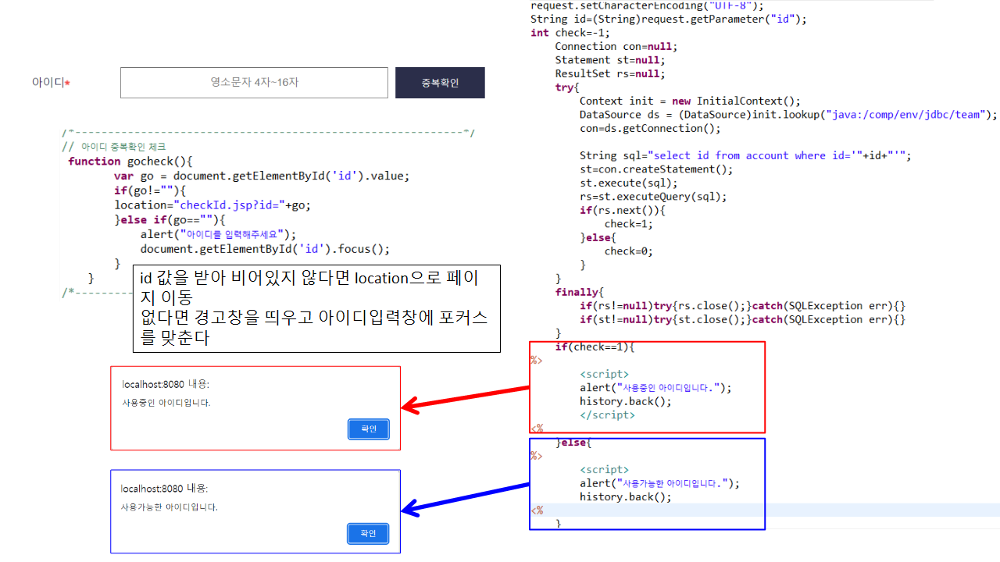 아이디*
영소문자 4자~16자
중복확인
/*------------------------------------------------------------*/
// 아이디 중복확인 체크
function gocheck(){
var go = document.getElementById('id').value;
if(go!=""){
location="checkId.jsp?id="+go;
}else if(go==""){
alert("아이디를 입력해주세요");
document.getElementById('id').focus();
}
}
/*---------
id 값을 받아 비어있지 않다면 location으로 페이
지 이동
없다면 경고창을 띄우고 아이디입력창에 포커스
를 맞춘다
localhost:8080 내용:
사용중인 아이디입니다.
확인
localhost:8080 내용:
사용가능한 아이디입니다.
확인
request.setCharacterEncoding("UTF-8");
String id=(String)request.getParameter("id");
int check=-1;
Connection con=null;
Statement st=null;
ResultSet rs=null;
try{
Context init = new InitialContext();
DataSource ds = (DataSource)init.lookup("java:/comp/env/jdbc/team");
con=ds.getConnection();
String sql="select id from account where id='"+id+"'";
st=con.createStatement();
st.execute(sql);
rs=st.executeQuery(sql);
if(rs.next()){
check=1;
}else{
check=0;
}
}
finally{
if(rs!=null)try{rs.close();}catch(SQLException err){}
if(st!=null)try{st.close();}catch(SQLException err){}
}
if(check==1){
%>
<script>
alert("사용중인 아이디입니다.");
history.back();
</script>
<%
}else{
%>
<script>
alert("사용가능한 아이디입니다.");
history.back();
<%
}